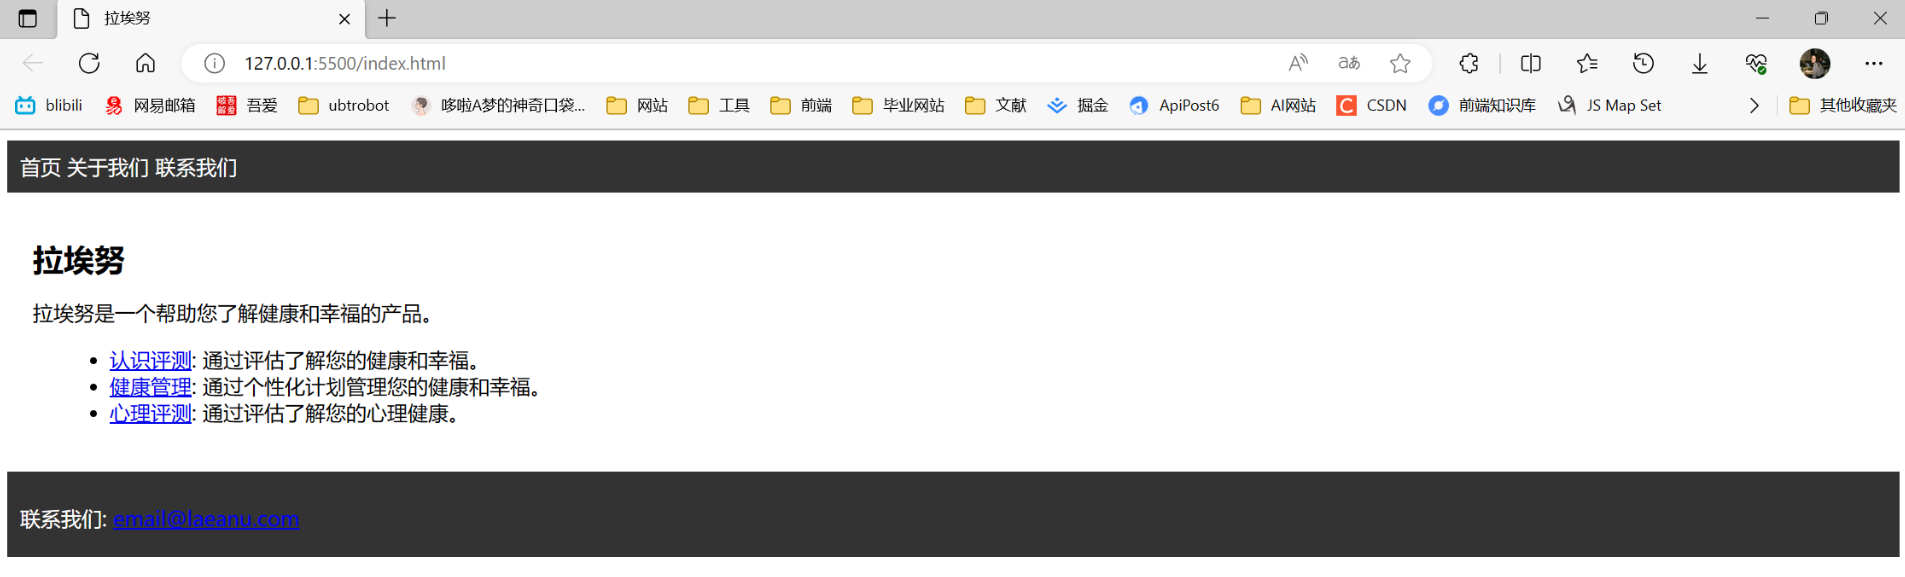 拉埃努
127.0.0.1:5500/index.html
blibili 网易邮箱 吾爱 ubtrobot 哆啦A梦的神奇口袋... 网站 工具 前端 毕业网站 文献 掘金 ApiPost6 AI网站 CSDN 前端知识库 JS Map Set 其他收藏夹
首页 关于我们 联系我们
拉埃努
拉埃努是一个帮助您了解健康和幸福的产品。
认识评测: 通过评估了解您的健康和幸福。
健康管理: 通过个性化计划管理您的健康和幸福。
心理评测: 通过评估了解您的心理健康。
联系我们: email@laeanu.com